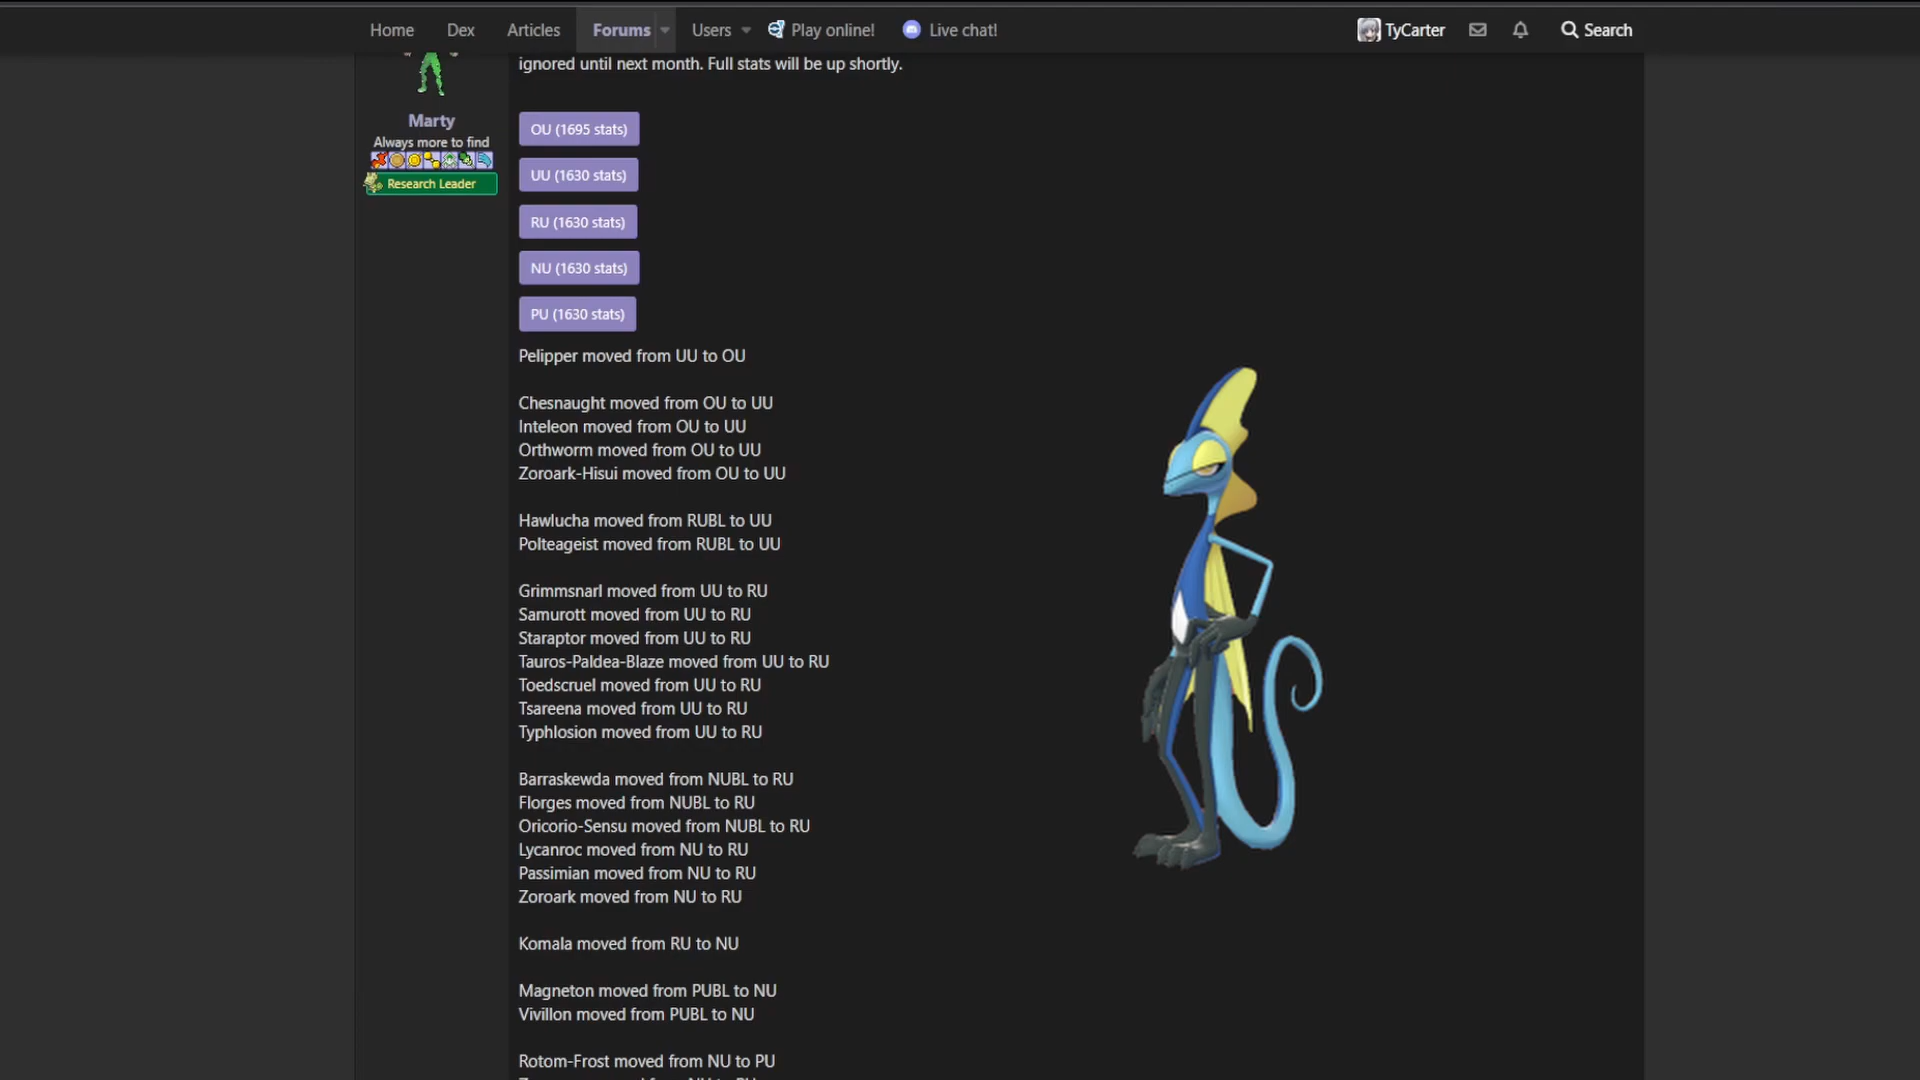 Home Dex Articles Forums Users Play online! Live chat! TyCarter Search
ignored until next month. Full stats will be up shortly.
Marty
Always more to find
Research Leader
OU (1695 stats)
UU (1630 stats)
RU (1630 stats)
NU (1630 stats)
PU (1630 stats)
Pelipper moved from UU to OU
Chesnaught moved from OU to UU
Inteleon moved from OU to UU
Orthworm moved from OU to UU
Zoroark-Hisui moved from OU to UU
Hawlucha moved from RUBL to UU
Polteageist moved from RUBL to UU
Grimmsnarl moved from UU to RU
Samurott moved from UU to RU
Staraptor moved from UU to RU
Tauros-Paldea-Blaze moved from UU to RU
Toedscruel moved from UU to RU
Tsareena moved from UU to RU
Typhlosion moved from UU to RU
Barraskewda moved from NUBL to RU
Florges moved from NUBL to RU
Oricorio-Sensu moved from NUBL to RU
Lycanroc moved from NU to RU
Passimian moved from NU to RU
Zoroark moved from NU to RU
Komala moved from RU to NU
Magneton moved from PUBL to NU
Vivillon moved from PUBL to NU
Rotom-Frost moved from NU to PU